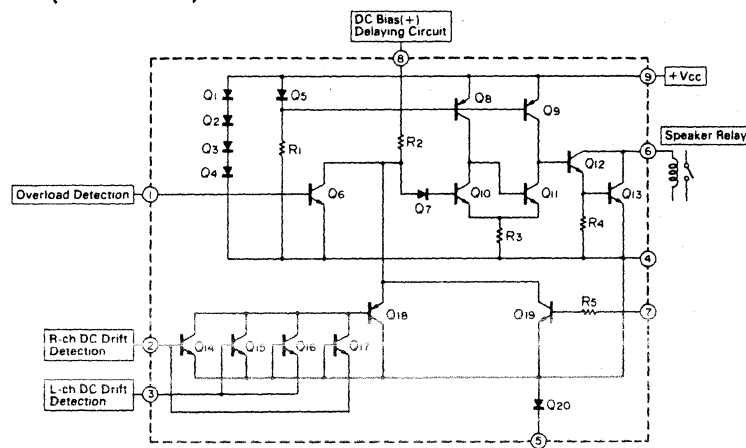 DC Bias(+)
Delaying Circuit
8
9
+Vcc
Q1
Q5
Q8
Q9
Q2
Q3
Q4
R1
R2
6
Speaker Relay
Q12
Overload Detection
1
Q6
Q7
Q10
Q11
Q13
R3
R4
4
R-ch DC Drift
Detection
2
Q14
Q15
Q16
Q17
Q18
Q19
R5
7
L-ch DC Drift
Detection
3
Q20
5